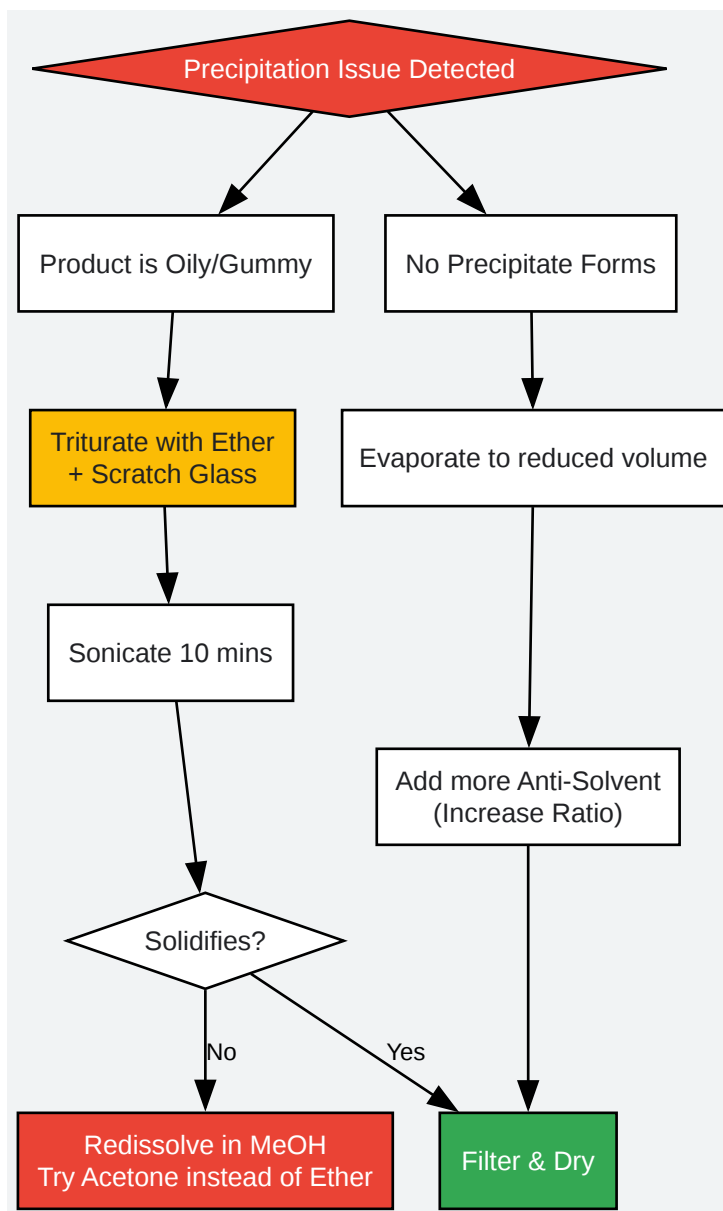 Precipitation Issue Detected
Product is Oily/Gummy
No Precipitate Forms
Triturate with Ether
+ Scratch Glass
Evaporate to reduced volume
Sonicate 10 mins
Add more Anti-Solvent
(Increase Ratio)
Solidifies?
No
Yes
Redissolve in MeOH
Try Acetone instead of Ether
Filter & Dry